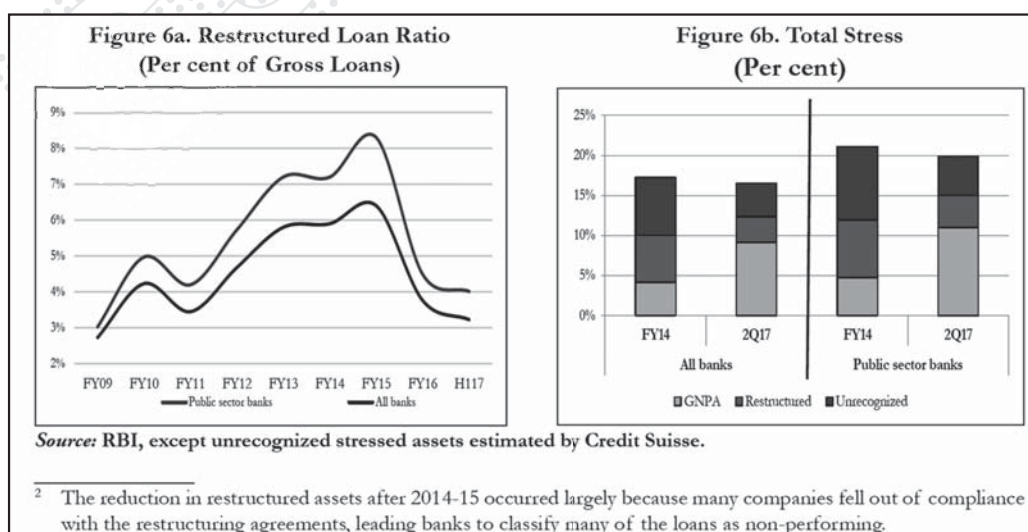 Figure 6a. Restructured Loan Ratio
(Per cent of Gross Loans)
9%
8%
7%
6%
5%
4%
3%
2%
FY09 FY10 FY11 FY12 FY13 FY14 FY15 FY16 H117
Public sector banks All banks
Figure 6b. Total Stress
(Per cent)
25%
20%
15%
10%
5%
0%
FY14 2Q17 FY14 2Q17
All banks Public sector banks
GNPA Restructured Unrecognized
Source: RBI, except unrecognized stressed assets estimated by Credit Suisse.
2 The reduction in restructured assets after 2014-15 occurred largely because many companies fell out of compliance
with the restructuring agreements, leading banks to classify many of the loans as non-performing.